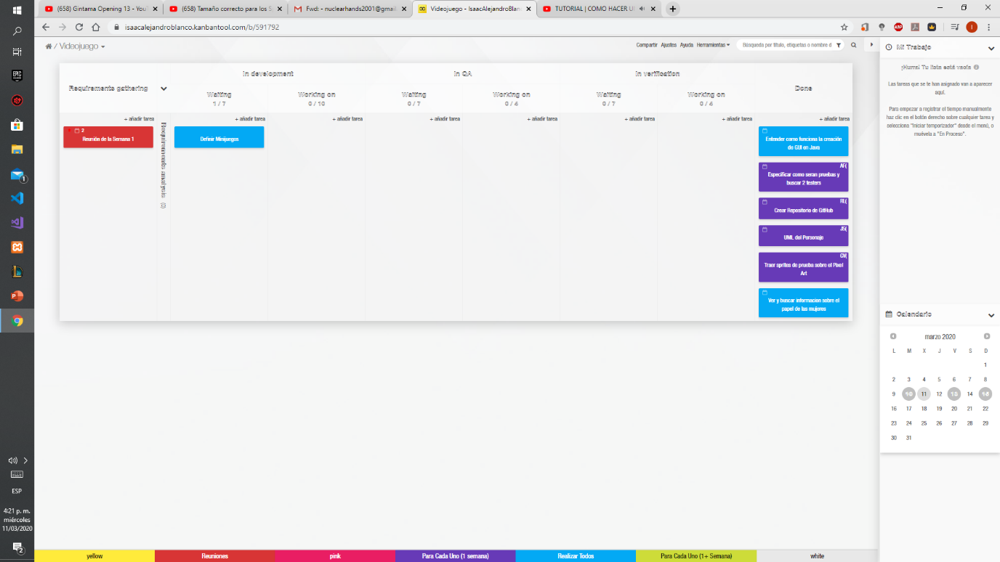 (658) Gintama Opening 13 - You
(658) Tamaño correcto para los S
Fwd: - nuclearhands2001@gmail
Videojuego - IsaacAlejandroBlan
TUTORIAL | COMO HACER U
isaacalejandroblanco.kanbantool.com/b/591792
/ Videojuego
Compartir Ajustes Ayuda Herramientas
Búsqueda por título, etiquetas o nombre d
Requirements gathering
In development
In QA
In verification
Done
Waiting
1 / 7
Working on
0 / 10
Waiting
0 / 7
Working on
0 / 4
Waiting
0 / 7
Working on
0 / 4
+ añadir tarea
+ añadir tarea
+ añadir tarea
+ añadir tarea
+ añadir tarea
+ añadir tarea
+ añadir tarea
+ añadir tarea
2
Reunión de la Semana 1
Requirements analysis (0)
Definir Minijuegos
Entender como funciona la creación
de GUI en Java
AF(
Especificar como seran pruebas y
buscar 2 testers
RL(
Crear Repositorio de GitHub
JS(
UML del Personaje
GV(
Traer sprites de prueba sobre el Pixel
Art
Ver y buscar informacion sobre el
papel de las mujeres
Mi Trabajo
¡Hurra! Tu lista está vacía
Las tareas que se te han asignado van a aparecer
aquí.
Para empezar a registrar el tiempo manualmente
haz clic en el botón derecho sobre cualquier tarea y
selecciona "Iniciar temporizador" desde el menú, o
muévela a "En Proceso".
Calendario
marzo 2020
L M X J V S D
1
2 3 4 5 6 7 8
9 10 11 12 13 14 15
16 17 18 19 20 21 22
23 24 25 26 27 28 29
30 31
EPIC
GAMES
1
ESP
4:21 p. m.
miércoles
11/03/2020
2
yellow
Reuniones
pink
Para Cada Uno (1 semana)
Realizar Todos
Para Cada Uno (1+ Semana)
white